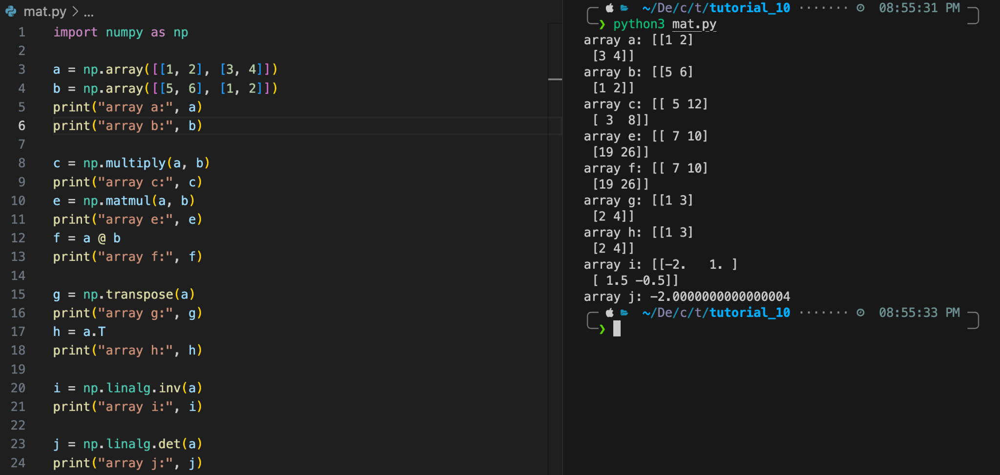 mat.py > ...
1 import numpy as np
2
3 a = np.array([[1, 2], [3, 4]])
4 b = np.array([[5, 6], [1, 2]])
5 print("array a:", a)
6 print("array b:", b)
7
8 c = np.multiply(a, b)
9 print("array c:", c)
10 e = np.matmul(a, b)
11 print("array e:", e)
12 f = a @ b
13 print("array f:", f)
14
15 g = np.transpose(a)
16 print("array g:", g)
17 h = a.T
18 print("array h:", h)
19
20 i = np.linalg.inv(a)
21 print("array i:", i)
22
23 j = np.linalg.det(a)
24 print("array j:", j)
~/De/c/t/tutorial_10 ······· 08:55:31 PM
❯ python3 mat.py
array a: [[1 2]
 [3 4]]
array b: [[5 6]
 [1 2]]
array c: [[ 5 12]
 [ 3  8]]
array e: [[ 7 10]
 [19 26]]
array f: [[ 7 10]
 [19 26]]
array g: [[1 3]
 [2 4]]
array h: [[1 3]
 [2 4]]
array i: [[-2.   1. ]
 [ 1.5 -0.5]]
array j: -2.0000000000000004
~/De/c/t/tutorial_10 ······· 08:55:33 PM
❯